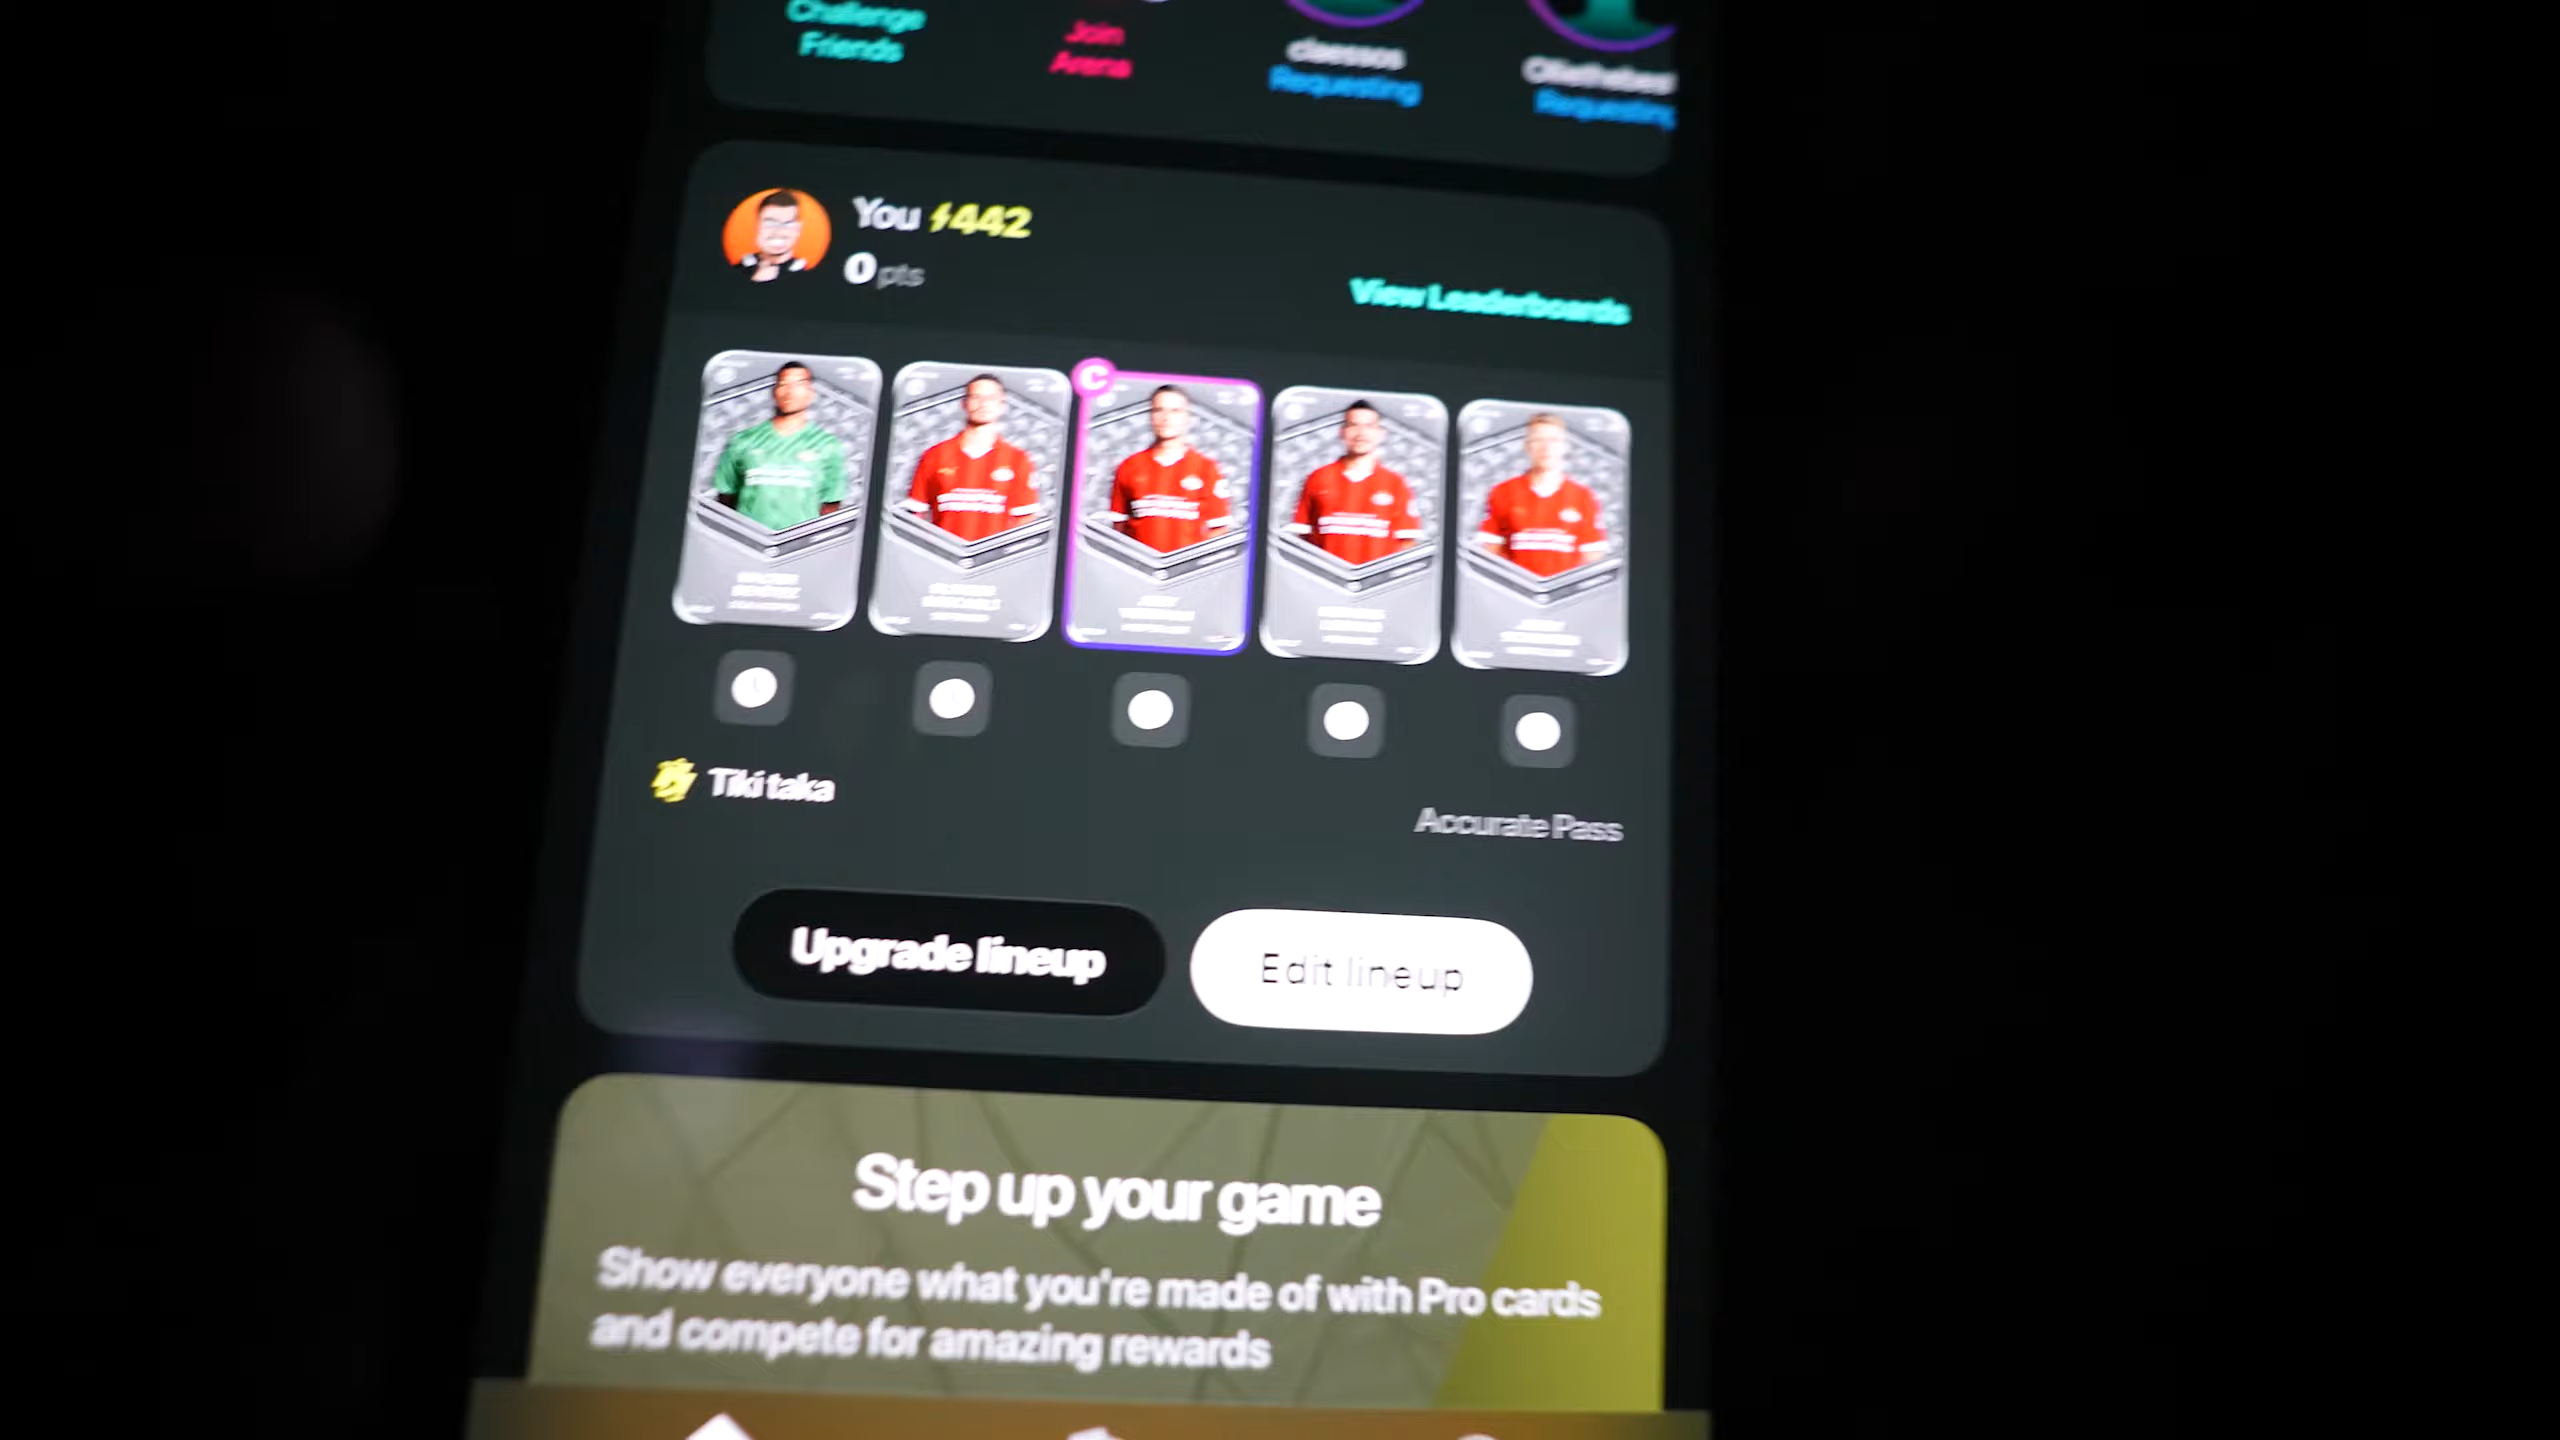 Challenge
Friends
Join
Arena
claessos
Requesting
Requesting
You 442
0 pts
View Leaderboards
C
Tiki taka
Accurate Pass
Upgrade lineup
Edit lineup
Step up your game
Show everyone what you're made of with Pro cards
and compete for amazing rewards